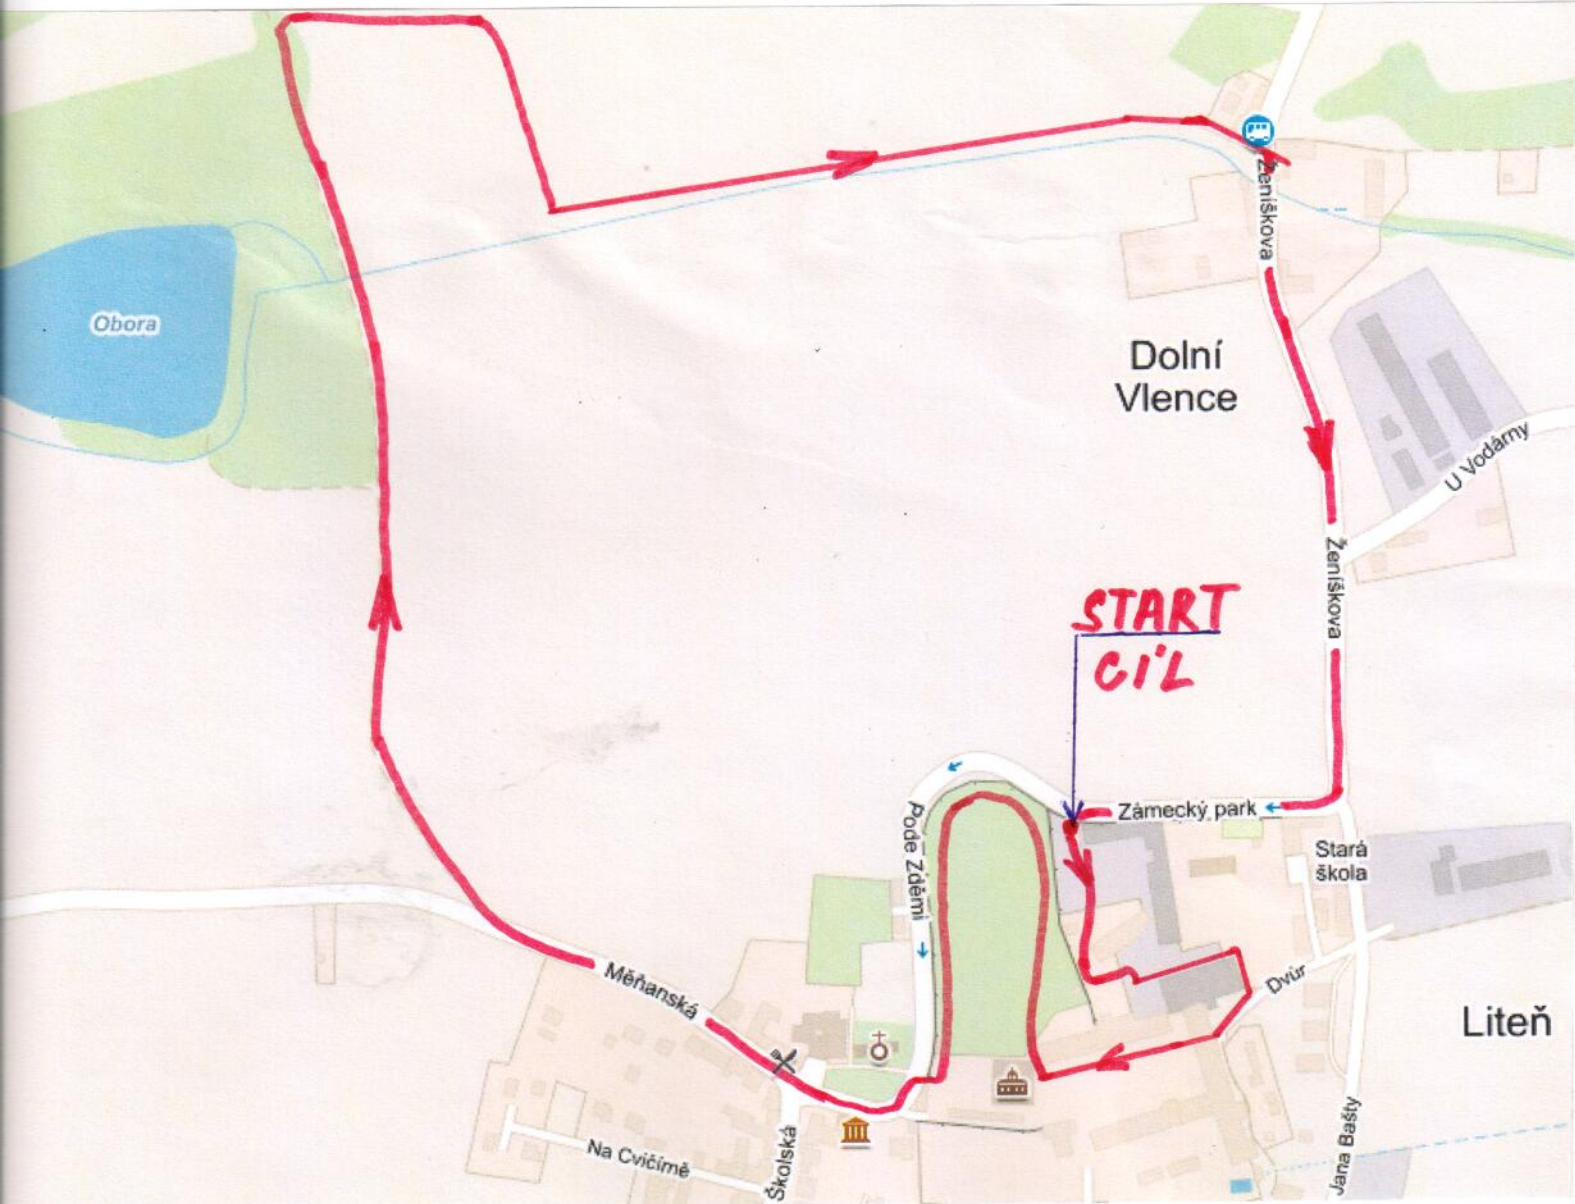 Ženíškova
Obora
Dolní
Vlence
U Vodárny
Ženíškova
START
CÍL
Zámecký park
Pode Zděmi
Stará
škola
Měňanská
Dvůr
Liteň
Na Cvičírně
Školská
Jana Bašty